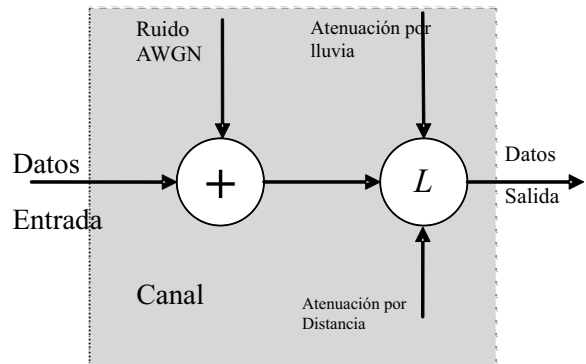 Ruido
AWGN
Atenuación por
lluvia
Datos
Entrada
+
L
Datos
Salida
Canal
Atenuación por
Distancia